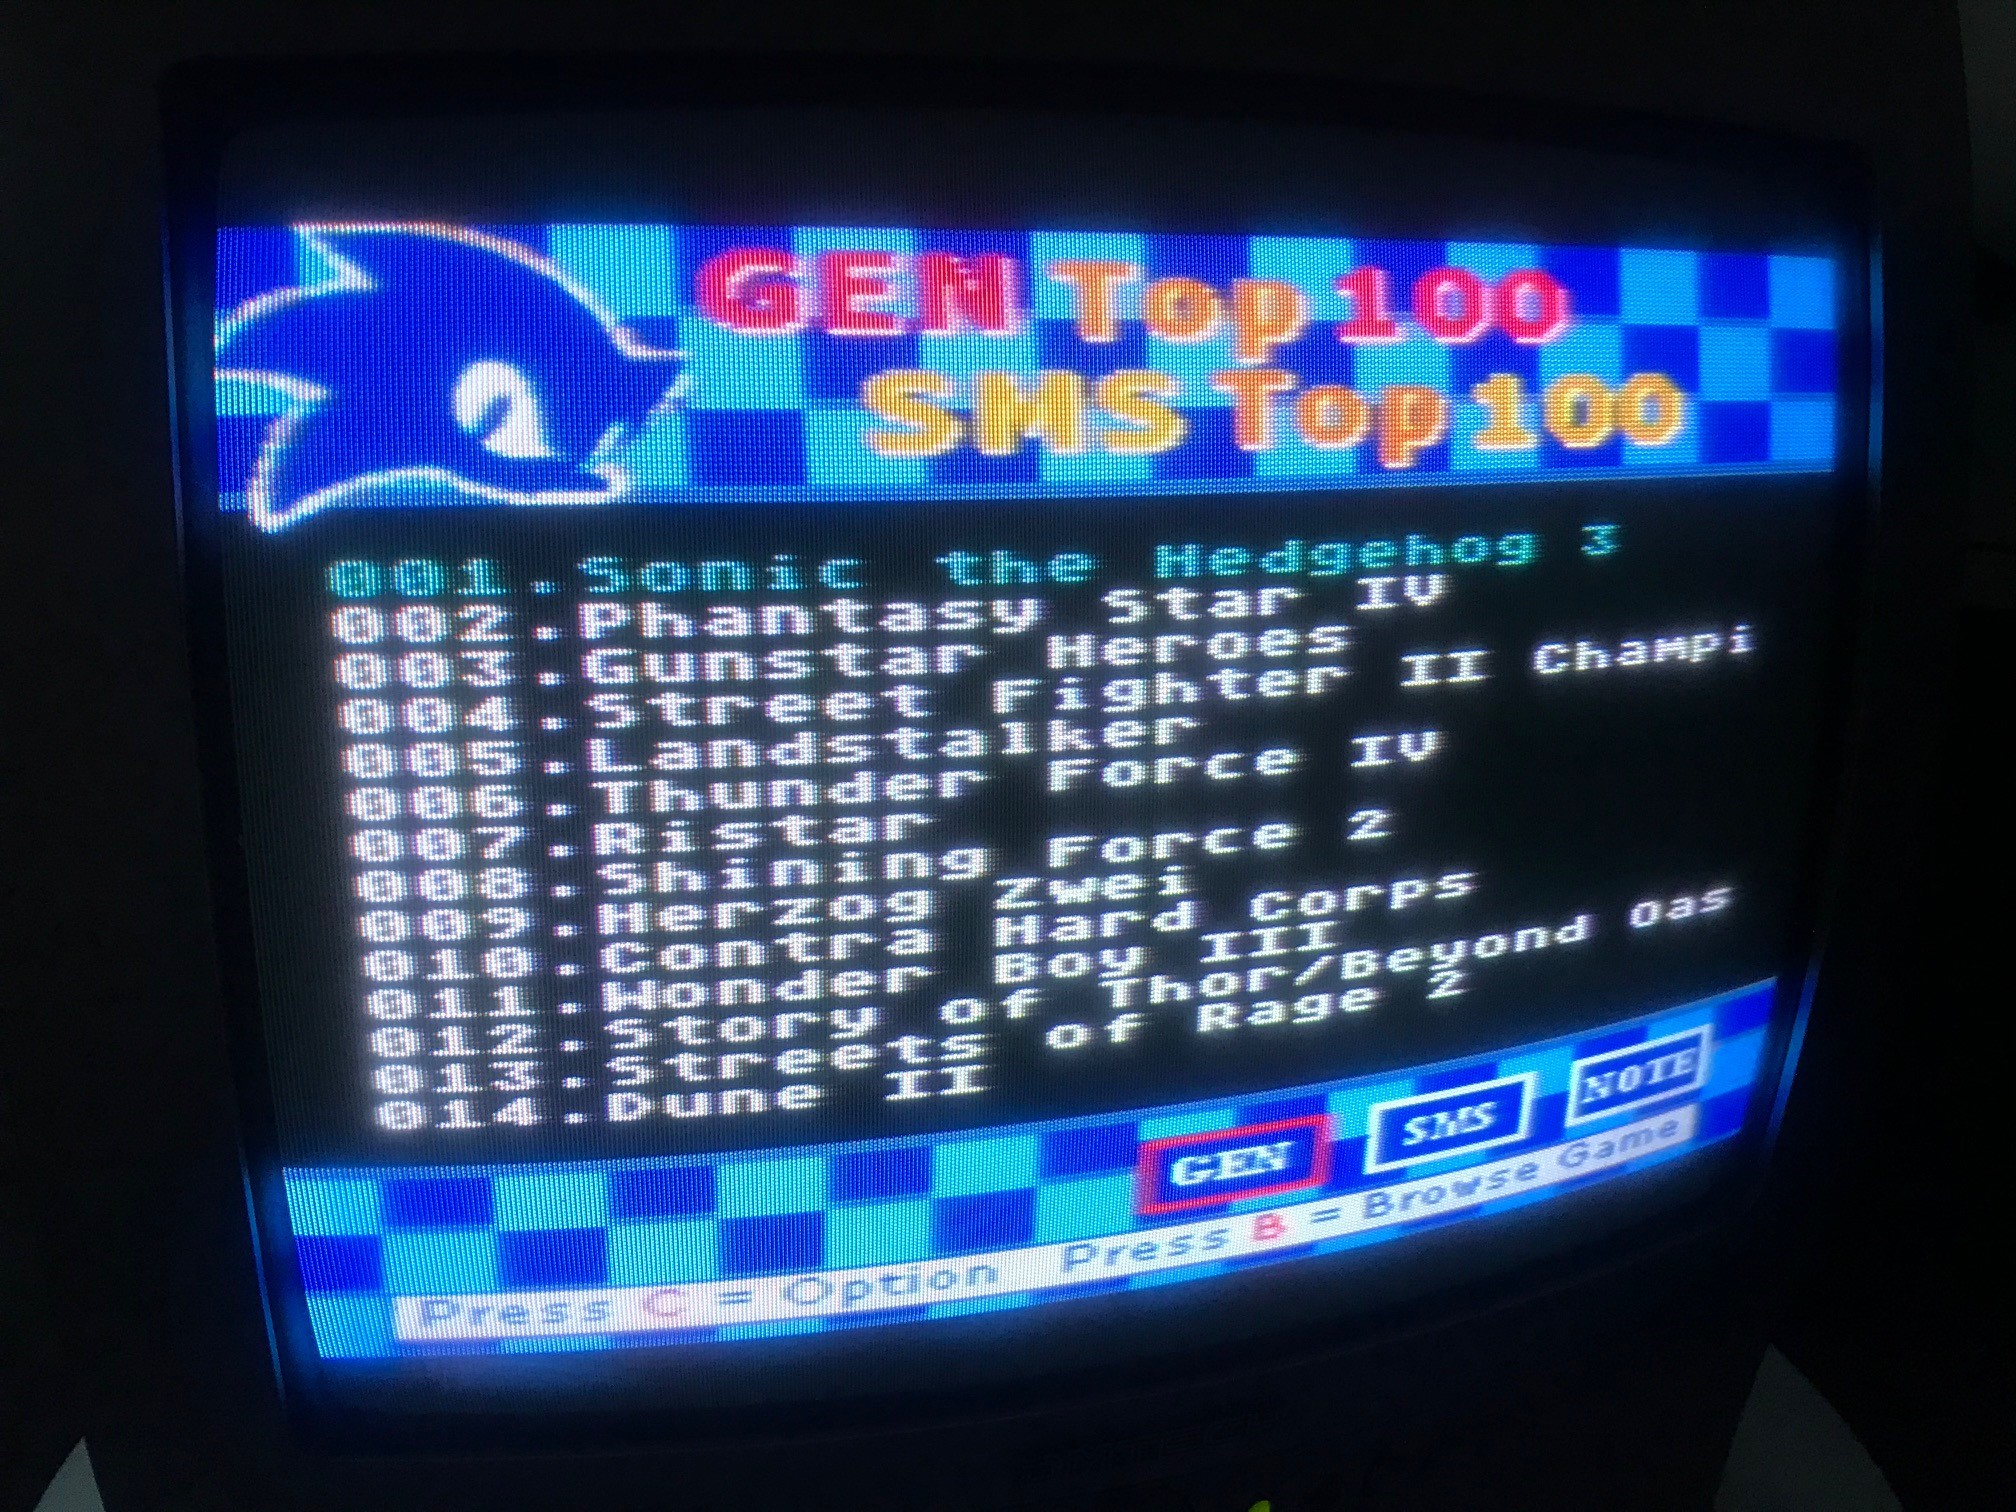 GEN Top 100
SMS Top 100
001.Sonic the Hedgehog 3
002.Phantasy Star IV
003.Gunstar Heroes
004.Street Fighter II Champi
005.Landstalker
006.Thunder Force IV
007.Ristar
008.Shining Force 2
009.Herzog Zwei
010.Contra Hard Corps
011.Wonder Boy III
012.Story of Thor/Beyond Oas
013.Streets of Rage 2
014.Dune II
GEN SMS NOTE
Press C = Option Press B = Browse Game